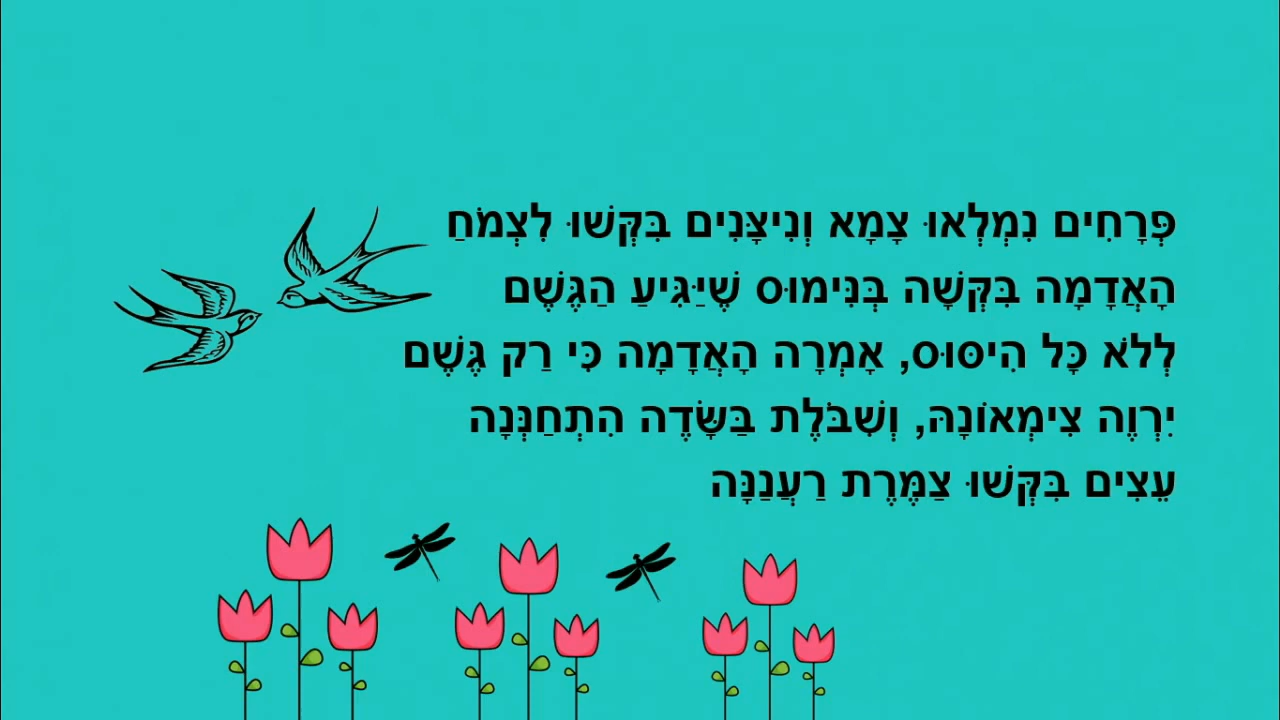 פְּרָחִים נִמְלְאוּ צָמָא וְנִיצָּנִים בִּקְּשׁוּ לִצְמֹחַ
הָאֲדָמָה בִּקְּשָׁה בְּנִּימוּס שֶׁיַּגִּיעַ הַגֶּשֶׁם
לְלֹא כָּל הִיסּוּס, אָמְרָה הָאֲדָמָה כִּי רַק גֶּשֶׁם
יִרְוֶה צִימְאוֹנָהּ, וְשִׁבֹּלֶת בַּשָּׂדֶה הִתְחַנְּנָה
עֵצִים בִּקְּשׁוּ צַמֶּרֶת רַעֲנַנָּה